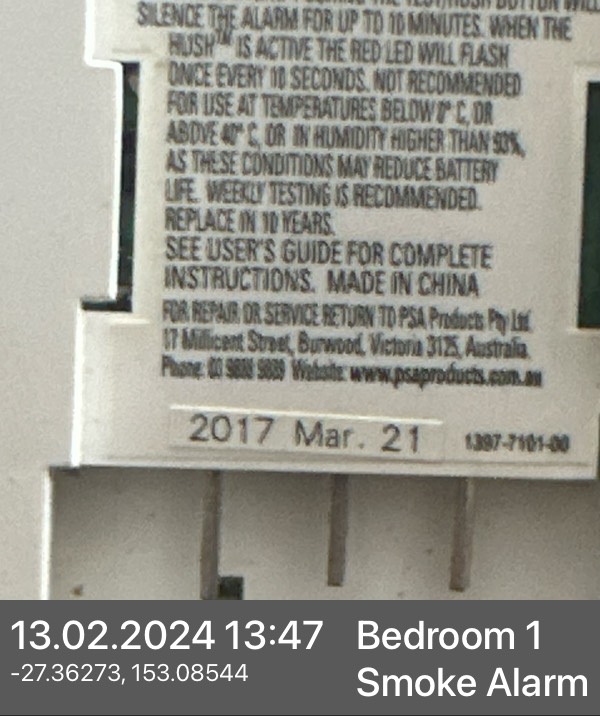 SILENCE THE ALARM FOR UP TO 10 MINUTES. WHEN THE
HUSH™ IS ACTIVE THE RED LED WILL FLASH
ONCE EVERY 10 SECONDS. NOT RECOMMENDED
FOR USE AT TEMPERATURES BELOW 0° C, OR
ABOVE 40° C, OR IN HUMIDITY HIGHER THAN 93%,
AS THESE CONDITIONS MAY REDUCE BATTERY
LIFE. WEEKLY TESTING IS RECOMMENDED.
REPLACE IN 10 YEARS.
SEE USER'S GUIDE FOR COMPLETE
INSTRUCTIONS. MADE IN CHINA
FOR REPAIR OR SERVICE RETURN TO PSA Products Pty Ltd.
17 Millicent Street, Burwood, Victoria 3125, Australia.
Phone: Website: www.psaproducts.com.au
2017 Mar. 21
1397-7101-00
13.02.2024 13:47
-27.36273, 153.08544
Bedroom 1
Smoke Alarm